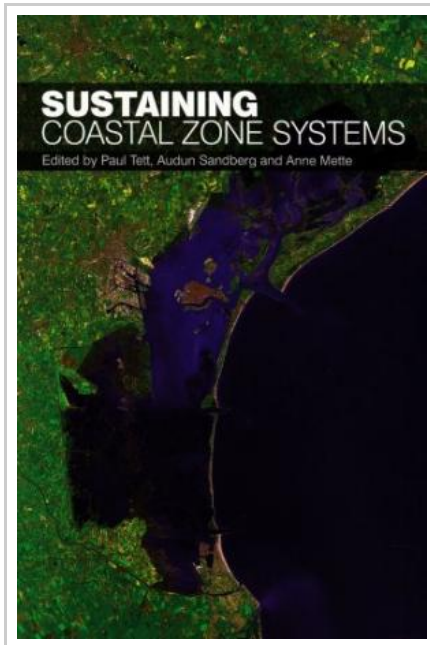 SUSTAINING
COASTAL ZONE SYSTEMS
Edited by Paul Tett, Audun Sandberg and Anne Mette